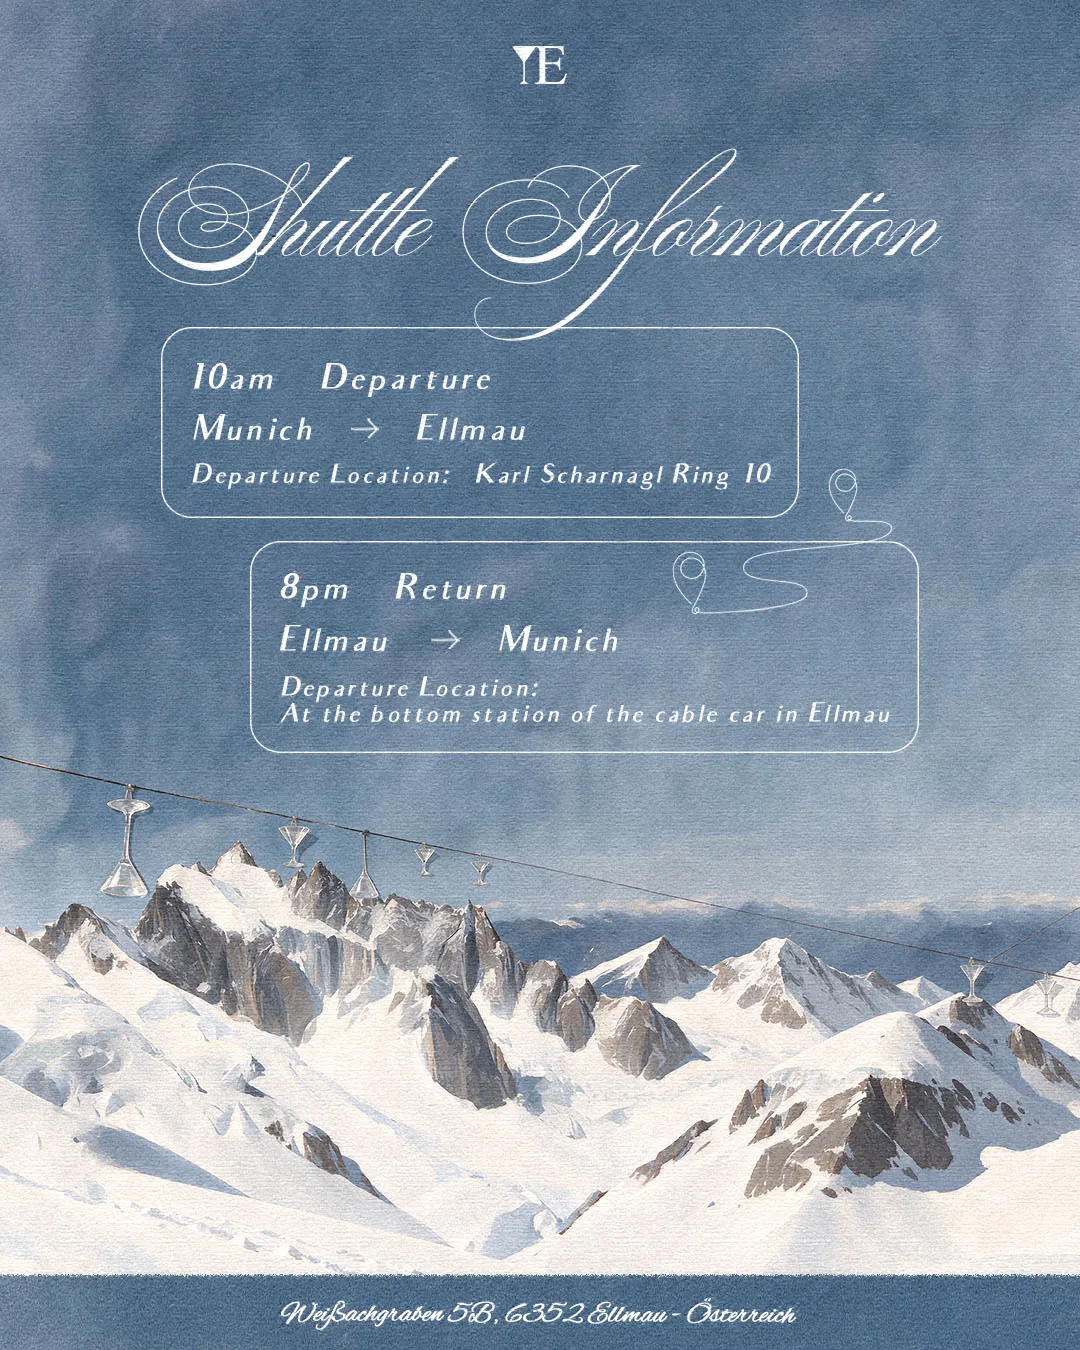 YE
Shuttle Information
10am Departure
Munich → Ellmau
Departure Location: Karl Scharnagl Ring 10
8pm Return
Ellmau → Munich
Departure Location:
At the bottom station of the cable car in Ellmau
Weißachgraben 5B, 6352 Ellmau - Österreich